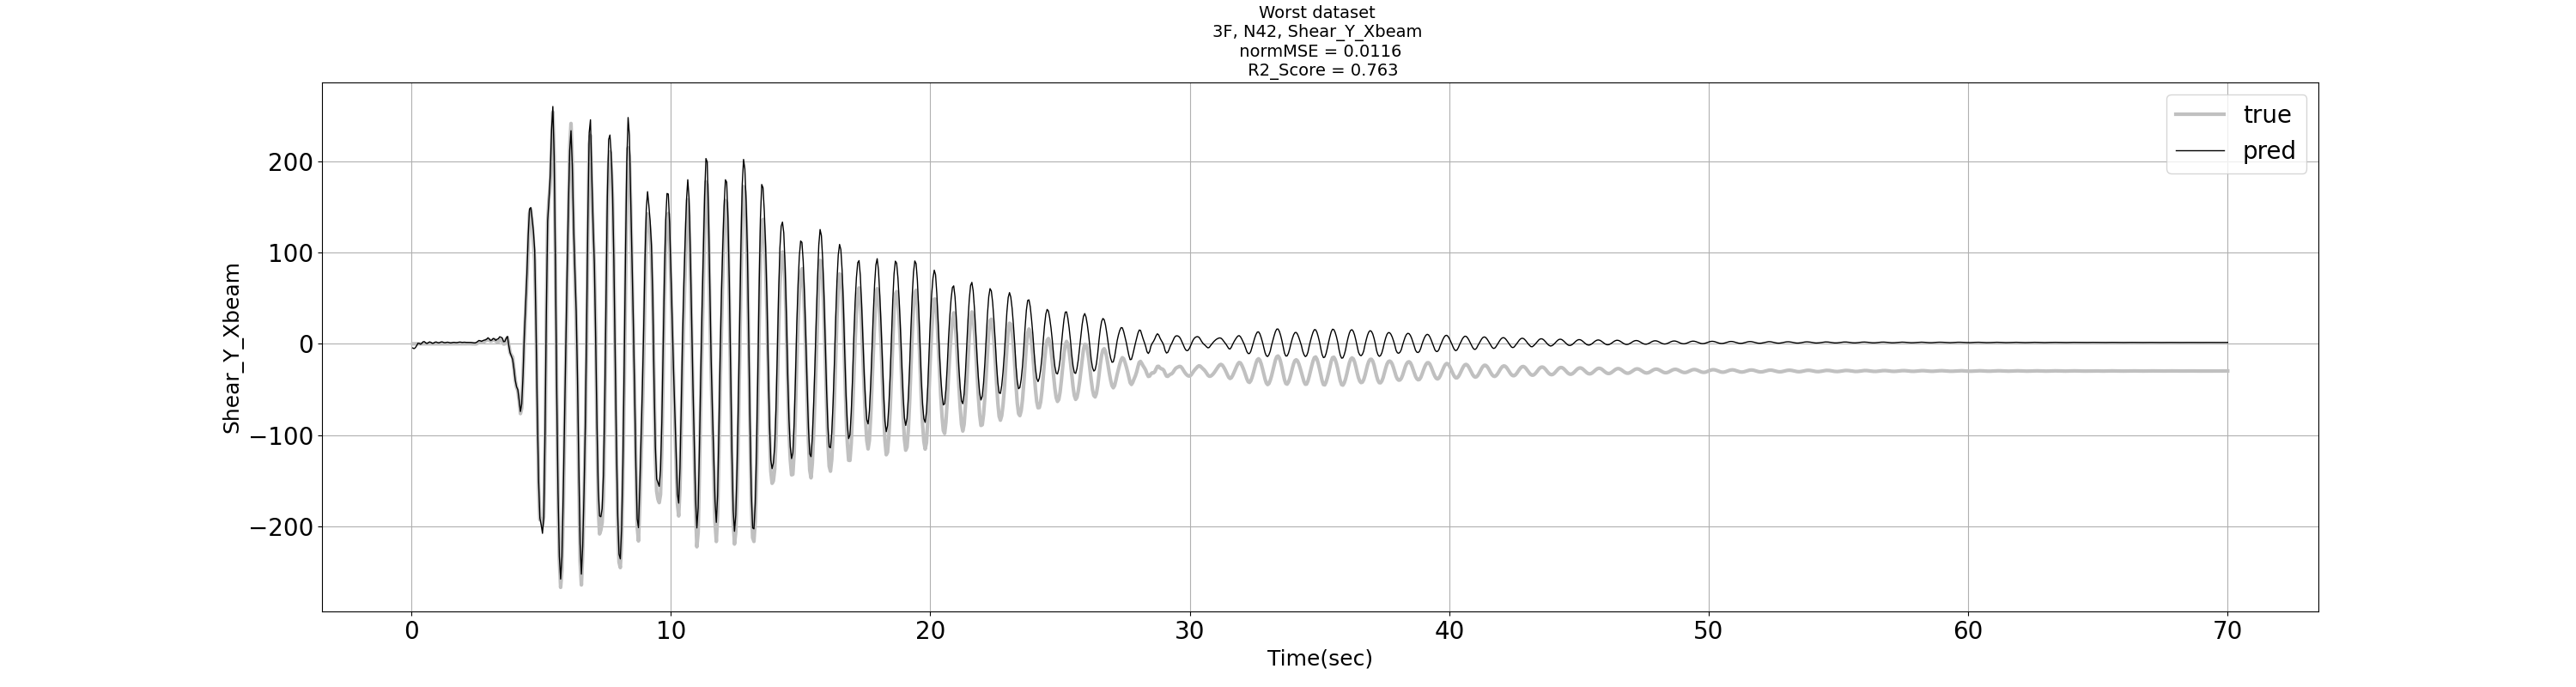 Worst dataset
3F, N42, Shear_Y_Xbeam
normMSE = 0.0116
R2_Score = 0.763
true
pred
200
100
0
−100
−200
Shear_Y_Xbeam
0 10 20 30 40 50 60 70
Time(sec)